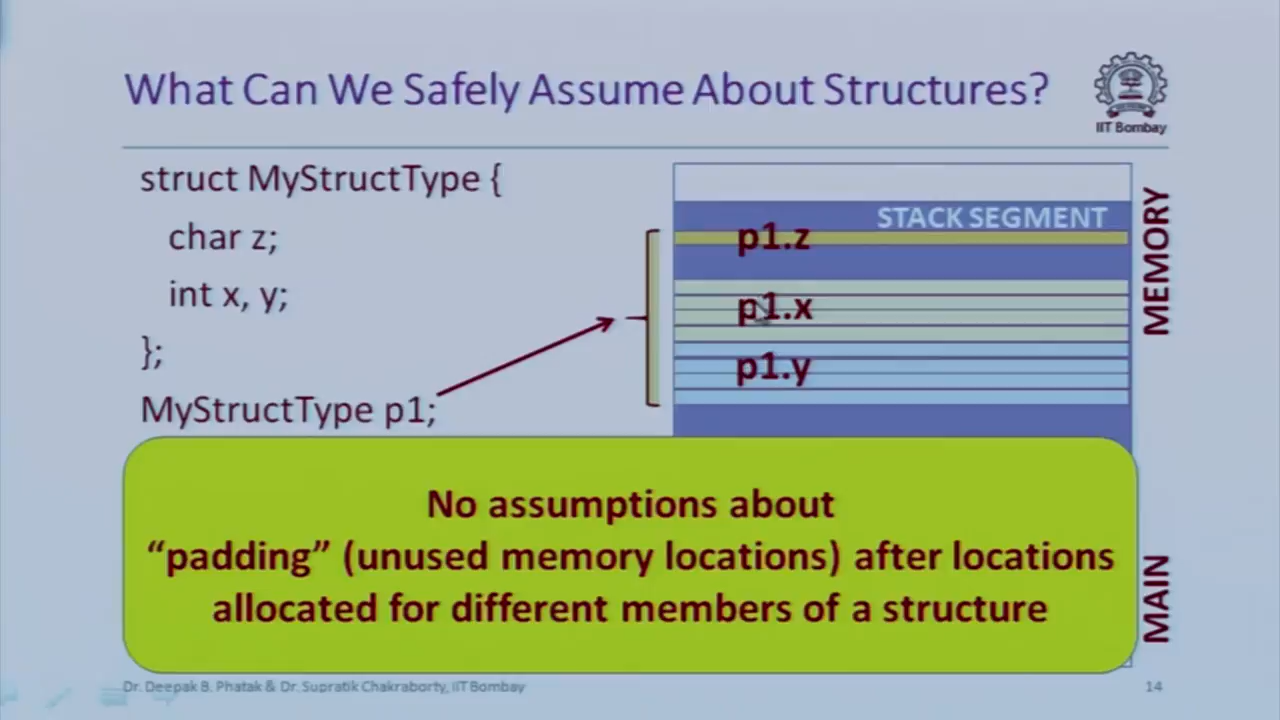 What Can We Safely Assume About Structures?
IIT Bombay
struct MyStructType {
char z;
int x, y;
};
MyStructType p1;
STACK SEGMENT
p1.z
p1.x
p1.y
MAIN MEMORY
No assumptions about
“padding” (unused memory locations) after locations
allocated for different members of a structure
Dr. Deepak B. Phatak & Dr. Supratik Chakraborty, IIT Bombay
14